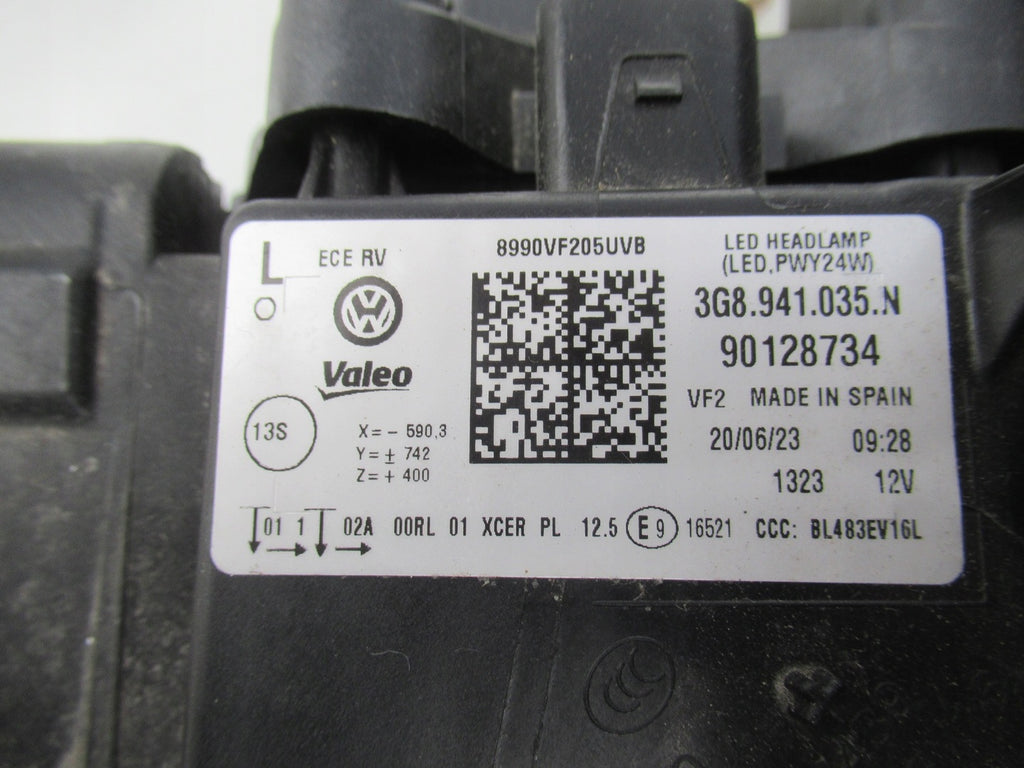 L
O
ECE RV
8990VF205UVB
LED HEADLAMP
(LED,PWY24W)
3G8.941.035.N
90128734
Valeo
VF2 MADE IN SPAIN
13S
X= - 590,3
Y= ± 742
Z= + 400
20/06/23 09:28
1323 12V
01 1 02A 00RL 01 XCER PL 12.5 E9 16521 CCC: BL483EV16L